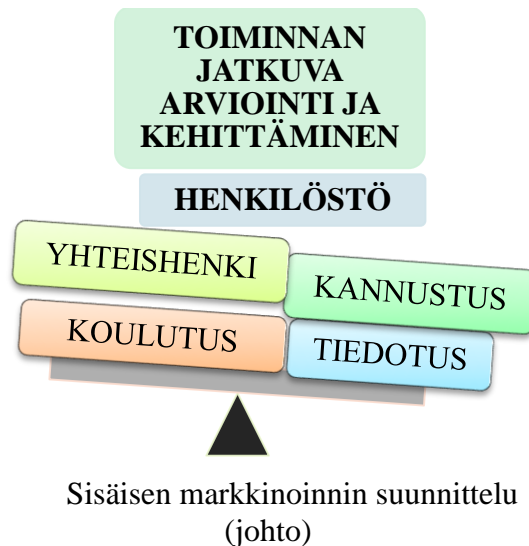 TOIMINNAN
JATKUVA
ARVIOINTI JA
KEHITTÄMINEN
HENKILÖSTÖ
YHTEISHENKI
KANNUSTUS
KOULUTUS
TIEDOTUS
Sisäisen markkinoinnin suunnittelu
(johto)